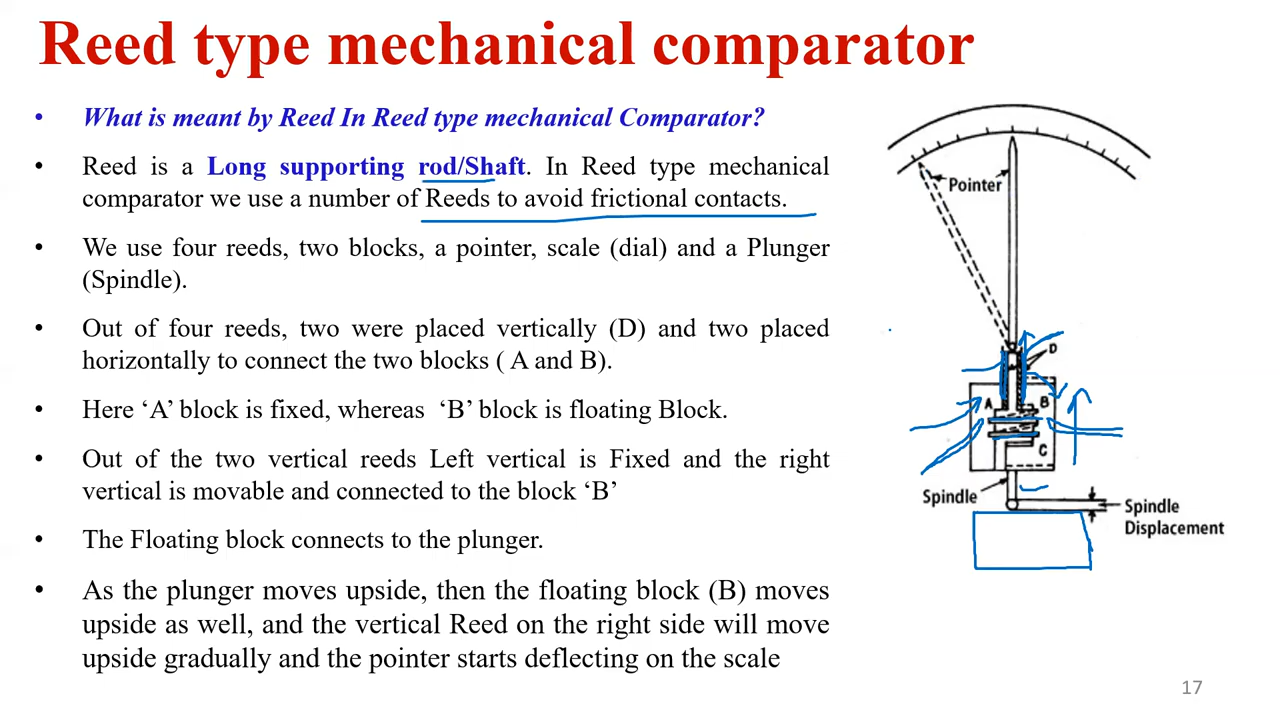 Reed type mechanical comparator
• What is meant by Reed In Reed type mechanical Comparator?
• Reed is a Long supporting rod/Shaft. In Reed type mechanical
comparator we use a number of Reeds to avoid frictional contacts.
• We use four reeds, two blocks, a pointer, scale (dial) and a Plunger
(Spindle).
• Out of four reeds, two were placed vertically (D) and two placed
horizontally to connect the two blocks ( A and B).
• Here ‘A’ block is fixed, whereas ‘B’ block is floating Block.
• Out of the two vertical reeds Left vertical is Fixed and the right
vertical is movable and connected to the block ‘B’
• The Floating block connects to the plunger.
• As the plunger moves upside, then the floating block (B) moves
upside as well, and the vertical Reed on the right side will move
upside gradually and the pointer starts deflecting on the scale
Pointer
D
A
B
C
Spindle
Spindle
Displacement
17